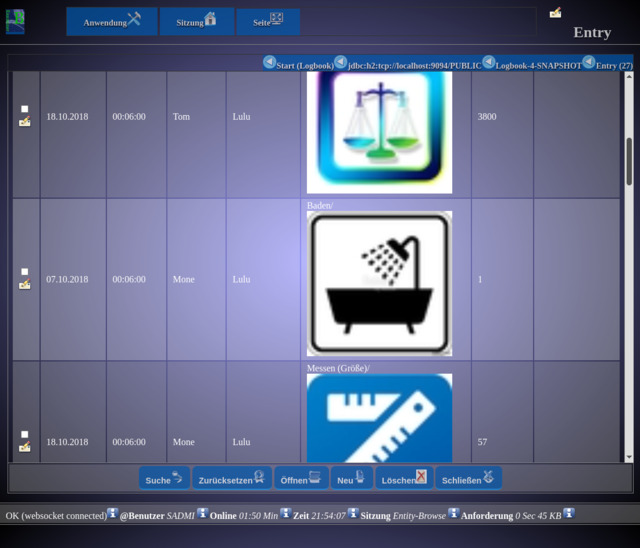 Anwendung Sitzung Seite Entry
Start (Logbook) jdbc:h2:tcp://localhost:9094/PUBLIC Logbook-4-SNAPSHOT Entry (27)
18.10.2018 00:06:00 Tom Lulu 3800
Baden/
07.10.2018 00:06:00 Mone Lulu 1
Messen (Größe)/
18.10.2018 00:06:00 Mone Lulu 57
Suche Zurücksetzen Öffnen Neu Löschen Schließen
OK (websocket connected) @Benutzer SADMI Online 01:50 Min Zeit 21:54:07 Sitzung Entity-Browse Anforderung 0 Sec 45 KB